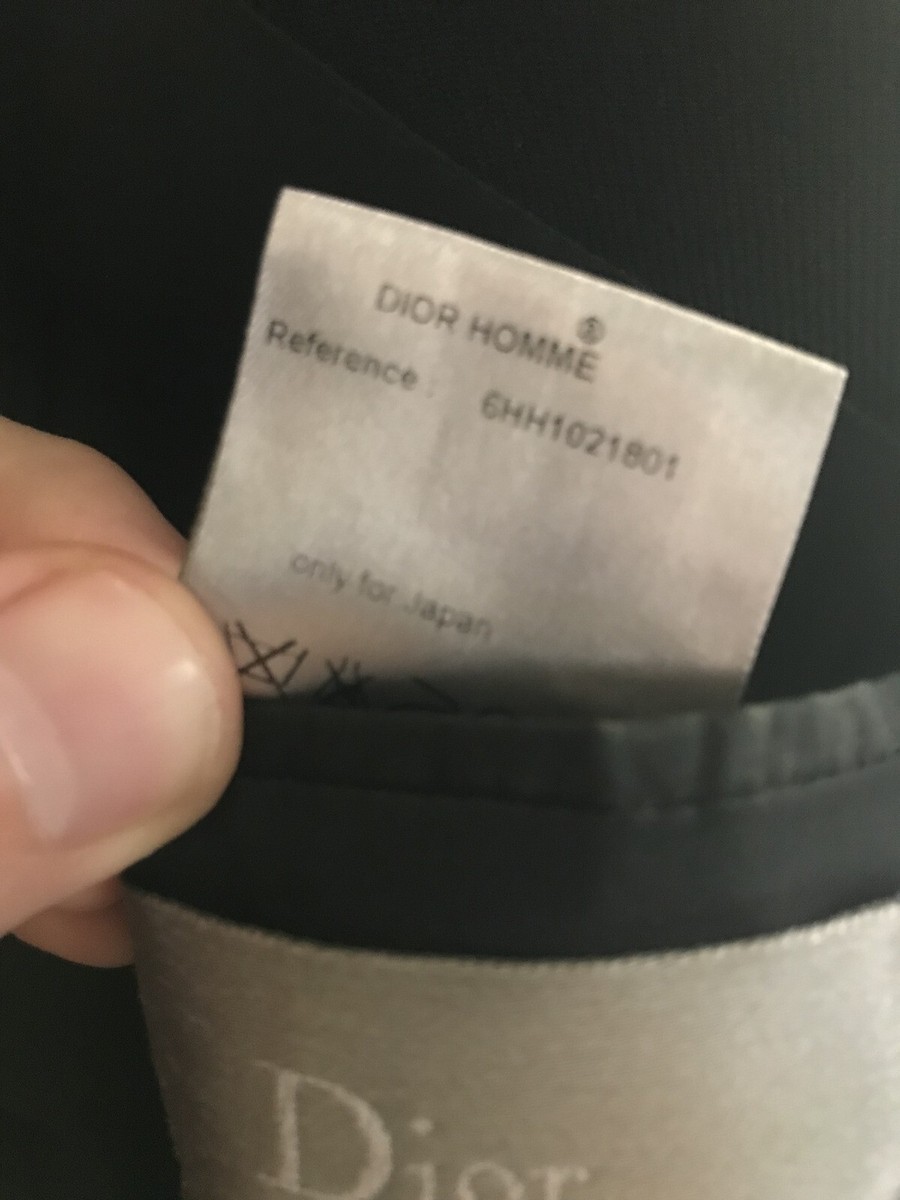 DIOR HOMME
Reference : 6HH1021801
only for Japan
Dior